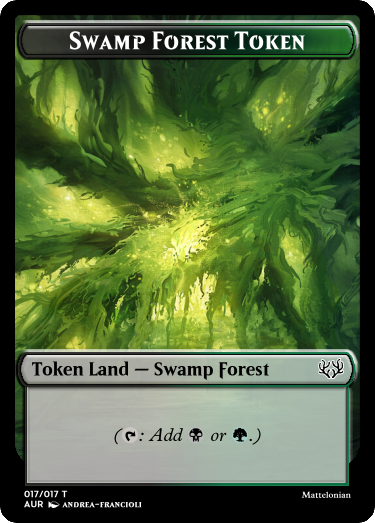 Swamp Forest Token
Token Land — Swamp Forest
(: Add or .)
017/017 T
AUR Andrea-Francioli
Mattelonian